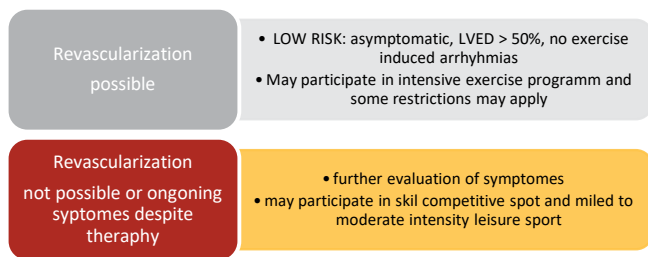 Revascularization
possible
• LOW RISK: asymptomatic, LVED > 50%, no exercise
induced arrhyhmias
• May participate in intensive exercise programm and
some restrictions may apply
Revascularization
not possible or ongoing
syptomes despite
theraphy
• further evaluation of symptomes
• may participate in skil competitive spot and miled to
moderate intensity leisure sport